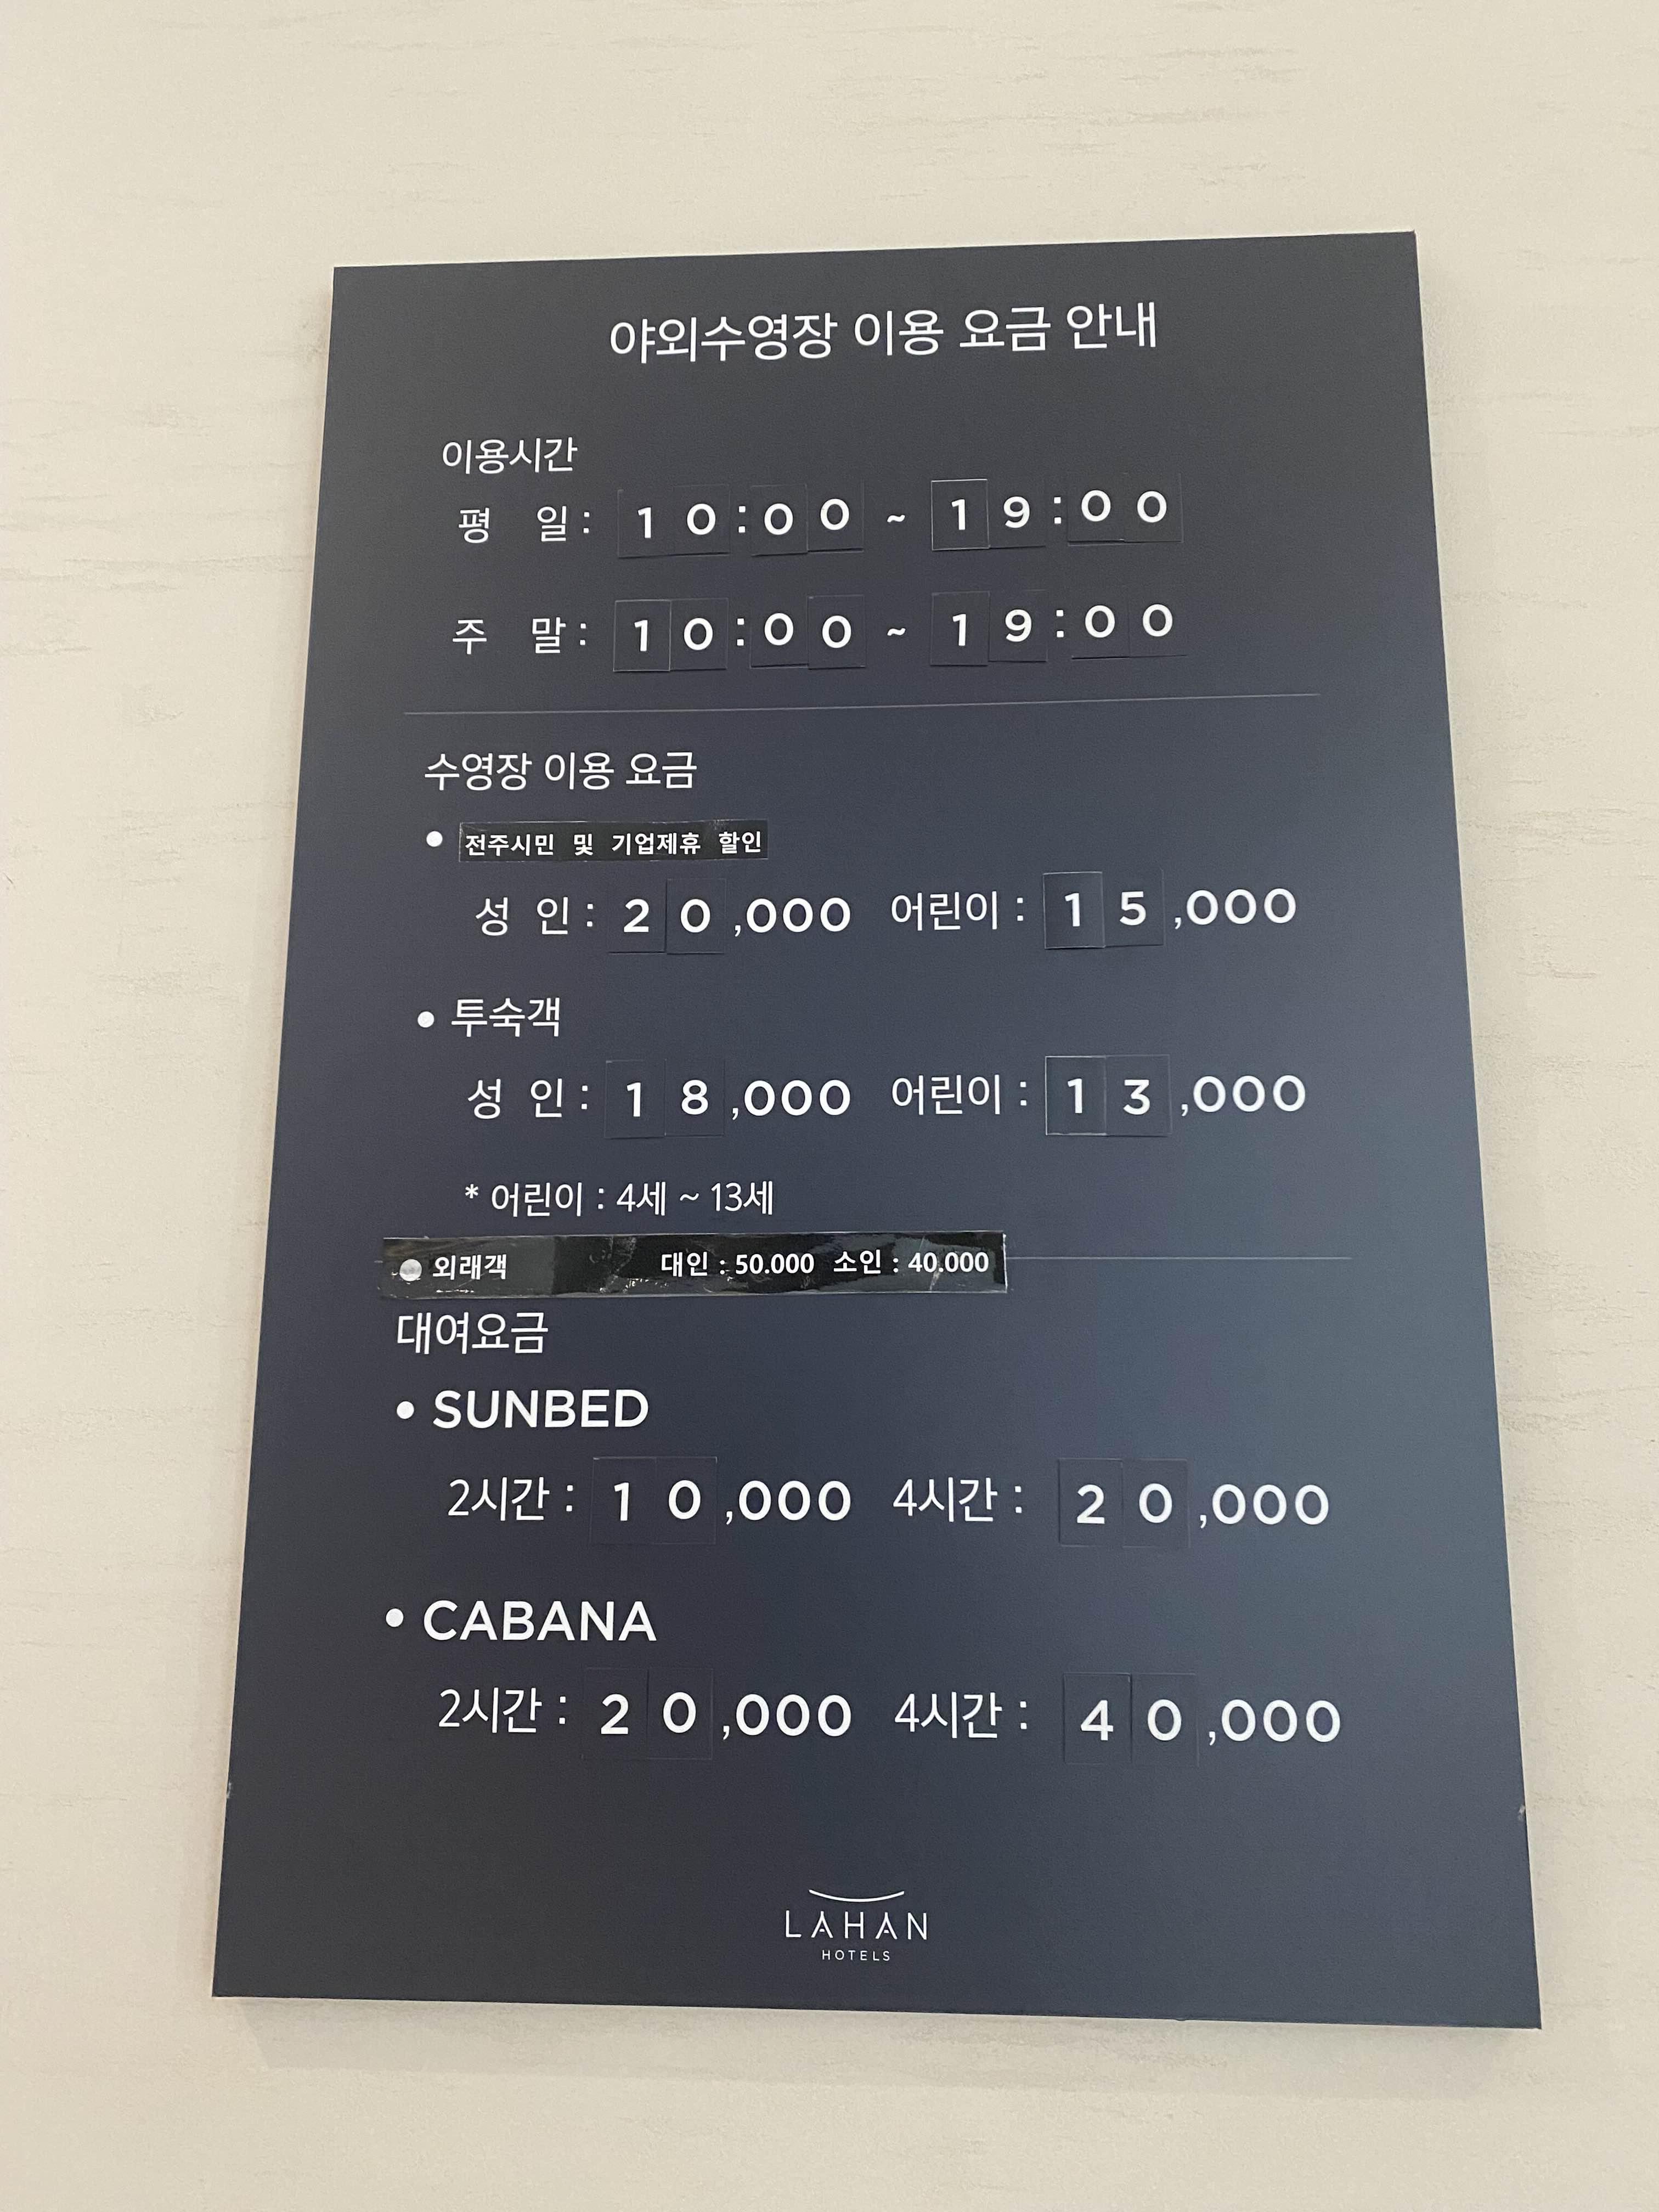 야외수영장 이용 요금 안내
이용시간
평 일 : 10:00 ~ 19:00
주 말 : 10:00 ~ 19:00
수영장 이용 요금
• 전주시민 및 기업제휴 할인
성 인 : 20,000 어린이 : 15,000
• 투숙객
성 인 : 18,000 어린이 : 13,000
* 어린이 : 4세 ~ 13세
• 외래객 대인 : 50.000 소인 : 40.000
대여요금
• SUNBED
2시간 : 10,000 4시간 : 20,000
• CABANA
2시간 : 20,000 4시간 : 40,000
LAHAN
HOTELS